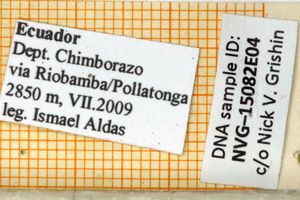 Ecuador
Dept. Chimborazo
via Riobamba/Pollatonga
2850 m, VII.2009
leg. Ismael Aldas
DNA sample ID:
NVG–15082E04
c/o Nick V. Grishin